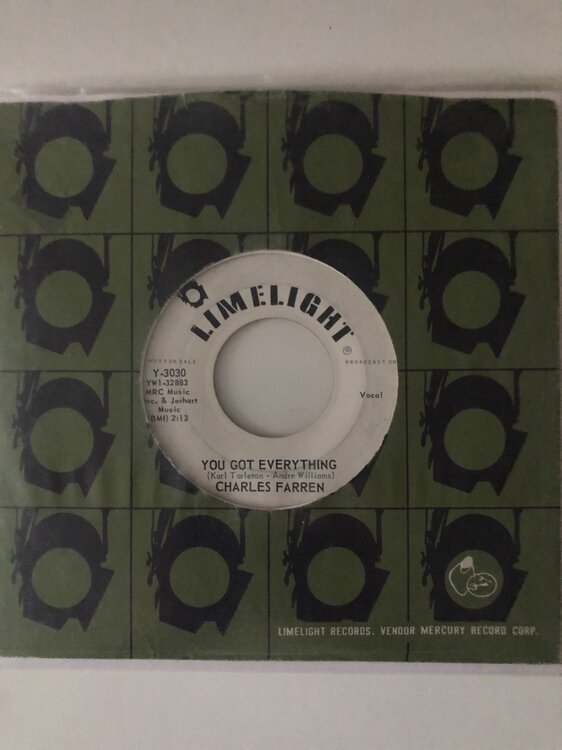 LIMELIGHT
®
NOT FOR SALE
BROADCAST ON
Y-3030
YW1-32883
MRC Music
nc. & Jerhart
Music
(BMI) 2:13
Vocal
YOU GOT EVERYTHING
(Karl Tarleton - Andre Williams)
CHARLES FARREN
LIMELIGHT RECORDS. VENDOR MERCURY RECORD CORP.